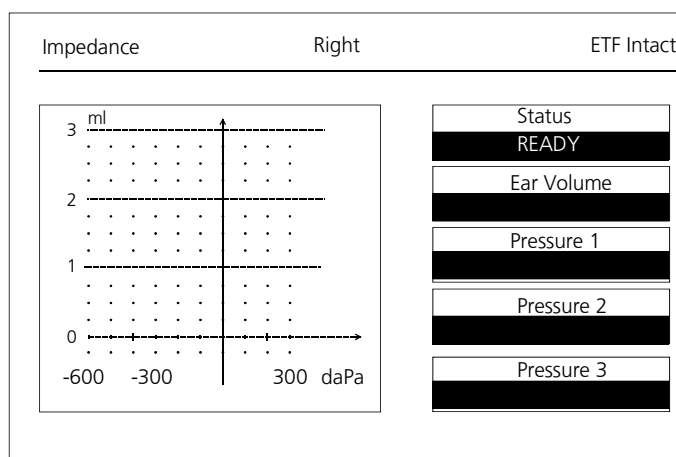 Impedance Right ETF Intact
ml
3
2
1
0
-600 -300 300 daPa
Status
READY
Ear Volume
Pressure 1
Pressure 2
Pressure 3